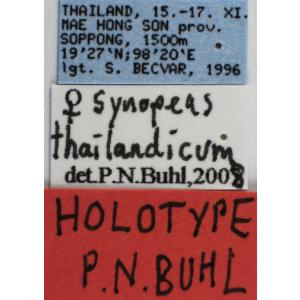 THAILAND, 15.-17. XI.
MAE HONG SON prov.
SOPPONG, 1500m
19°27'N;98°20'E
lgt. S. BECVAR, 1996
♀ Synopeas
thailandicum
det.P.N.Buhl,2008
HOLOTYPE
P.N.BUHL